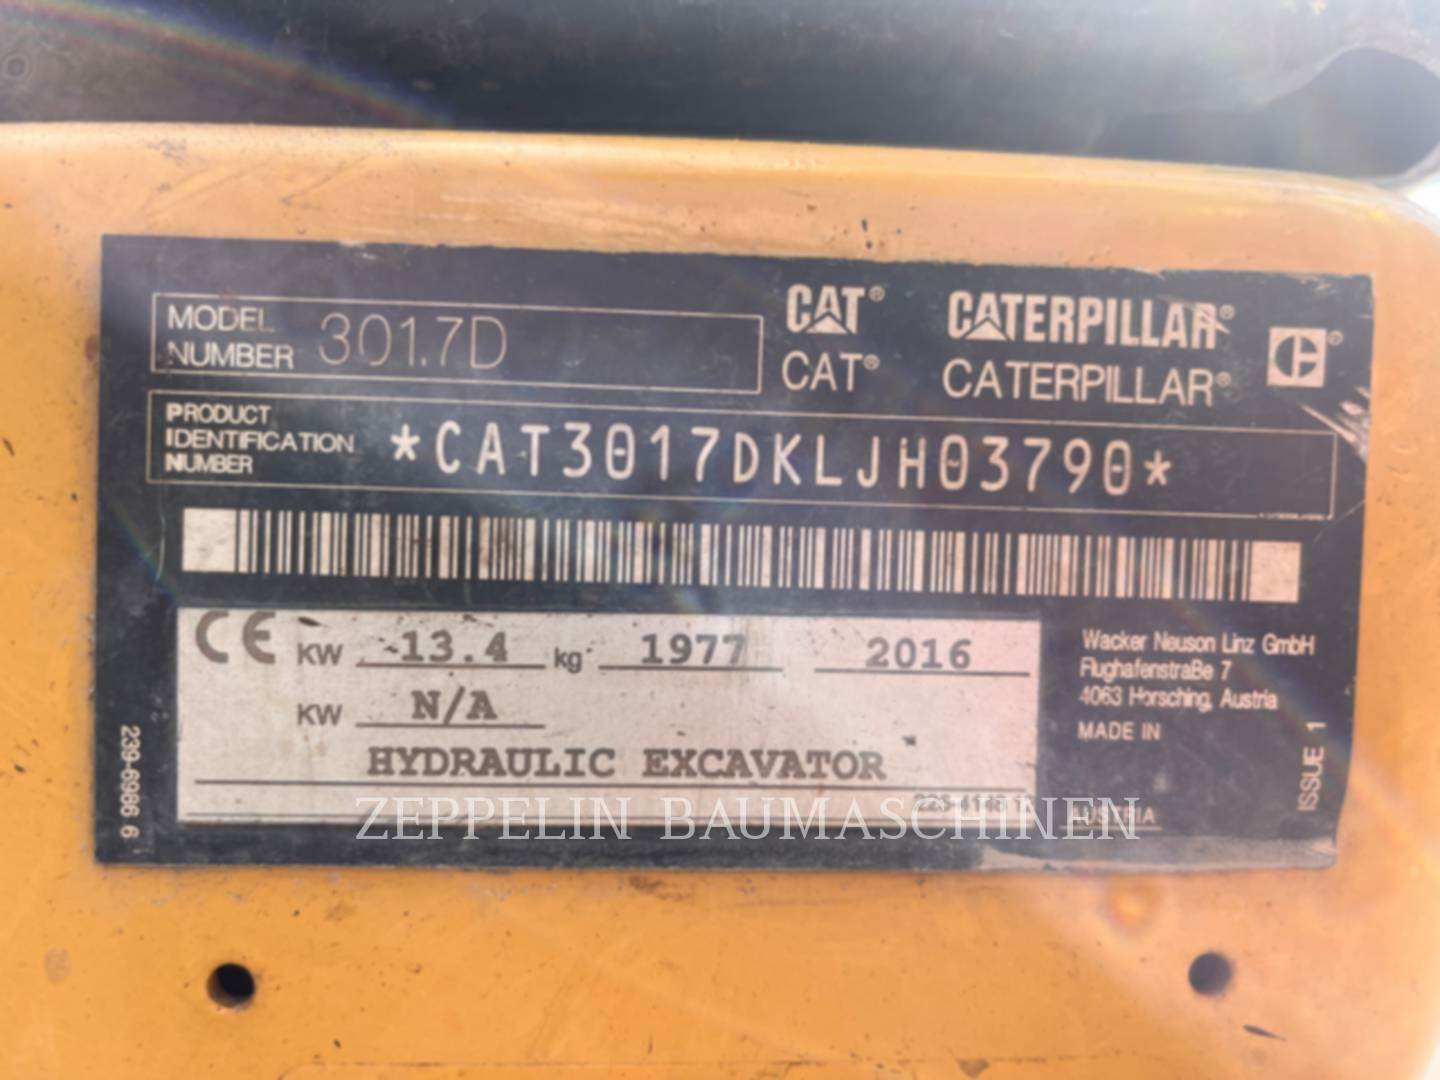 MODEL NUMBER 301.7D
CAT® CATERPILLAR®
CAT® CATERPILLAR®
PRODUCT IDENTIFICATION NUMBER *CAT3017DKLJH03790*
CE KW 13.4 kg 1977 2016
KW N/A
HYDRAULIC EXCAVATOR
Wacker Neuson Linz GmbH
Flughafenstraße 7
4063 Horsching, Austria
MADE IN
AUSTRIA
ISSUE 1
239-6986 6
ZEPPELIN BAUMASCHINEN